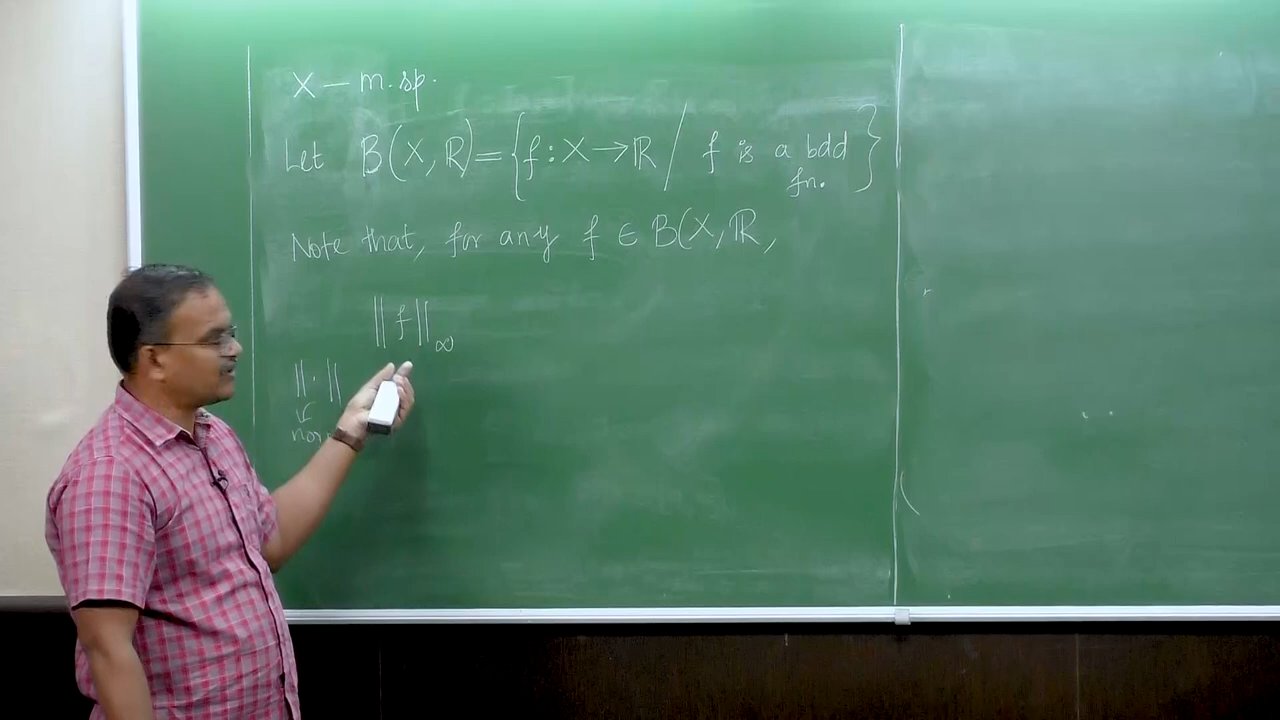 X – m.sp.
Let B(X, ℝ) = {f : X → ℝ / f is a bdd fn. }
Note that, for any f ∈ B(X, ℝ,
‖f‖∞
‖·‖